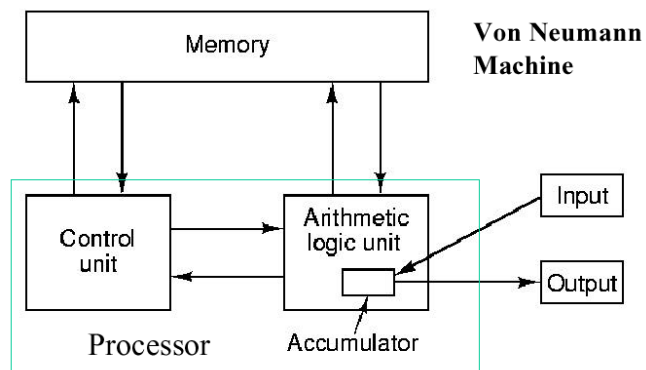 Memory
Von Neumann
Machine
Control
unit
Arithmetic
logic unit
Input
Output
Processor
Accumulator